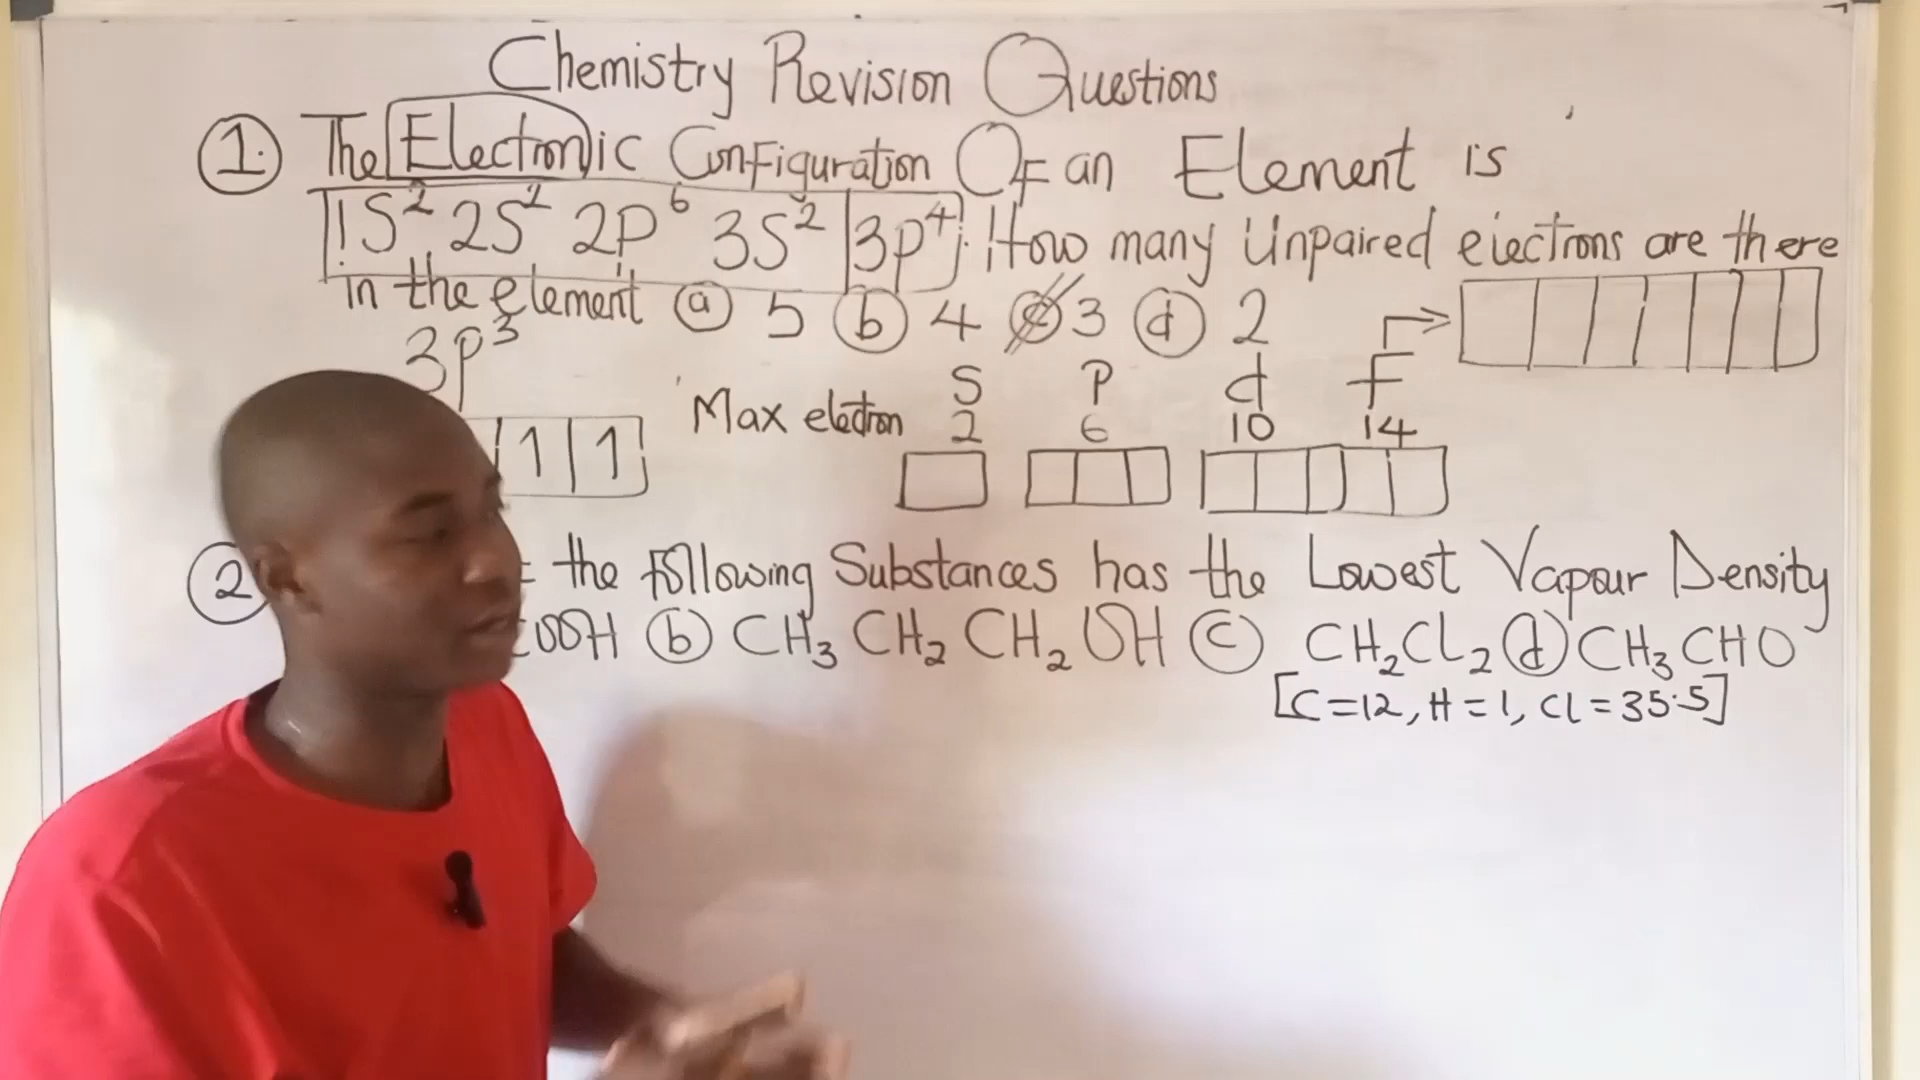 Chemistry Revision Questions
1. The Electronic Configuration Of an Element is
1S² 2S² 2P⁶ 3S² 3P⁴. How many Unpaired electrons are there
in the element a 5 b 4 c 3 d 2
3P³
S P d F
Max electron 2 6 10 14
1 1
2 the Following Substances has the Lowest Vapour Density
OOH b CH₃ CH₂ CH₂ OH c CH₂Cl₂ d CH₃CHO
[C=12, H=1, Cl=35.5]